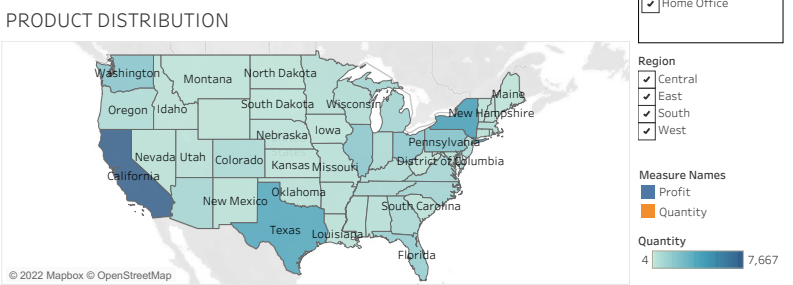 PRODUCT DISTRIBUTION
Washington
Montana
North Dakota
Maine
Oregon
Idaho
South Dakota
Wisconsin
New Hampshire
Nebraska
Iowa
Pennsylvania
Nevada
Utah
Colorado
Kansas
Missouri
District of Columbia
California
New Mexico
Oklahoma
South Carolina
Texas
Louisiana
Florida
© 2022 Mapbox © OpenStreetMap
Home Office
Region
Central
East
South
West
Measure Names
Profit
Quantity
Quantity
4 7,667